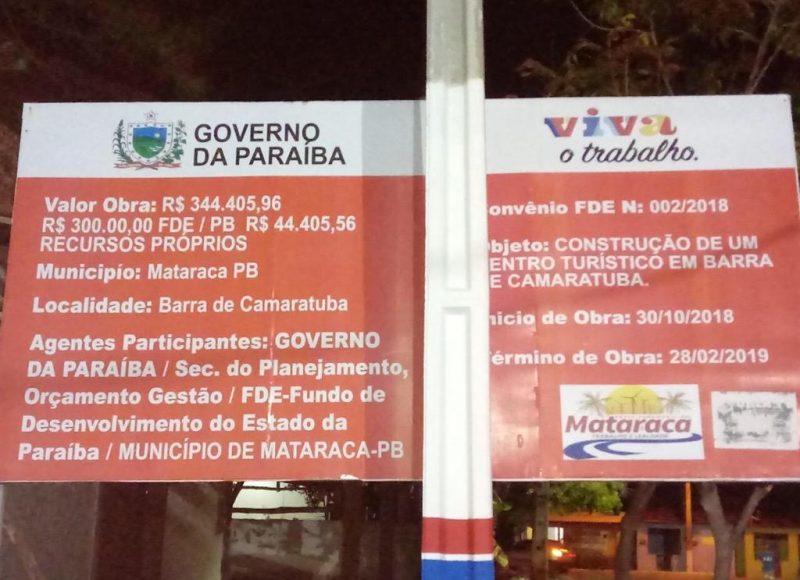 GOVERNO
DA PARAÍBA
Valor Obra: R$ 344.405,96
R$ 300.00,00 FDE / PB R$ 44.405,56
RECURSOS PRÓPRIOS
Município: Mataraca PB
Localidade: Barra de Camaratuba
Agentes Participantes: GOVERNO
DA PARAÍBA / Sec. do Planejamento,
Orçamento Gestão / FDE-Fundo de
Desenvolvimento do Estado da
Paraíba / MUNICÍPIO DE MATARACA-PB
viva
o trabalho.
onvênio FDE N: 002/2018
bjeto: CONSTRUÇÃO DE UM
ENTRO TURÍSTICO EM BARRA
E CAMARATUBA.
nicio de Obra: 30/10/2018
érmino de Obra: 28/02/2019
Mataraca
TRABALHO E LEALDADE